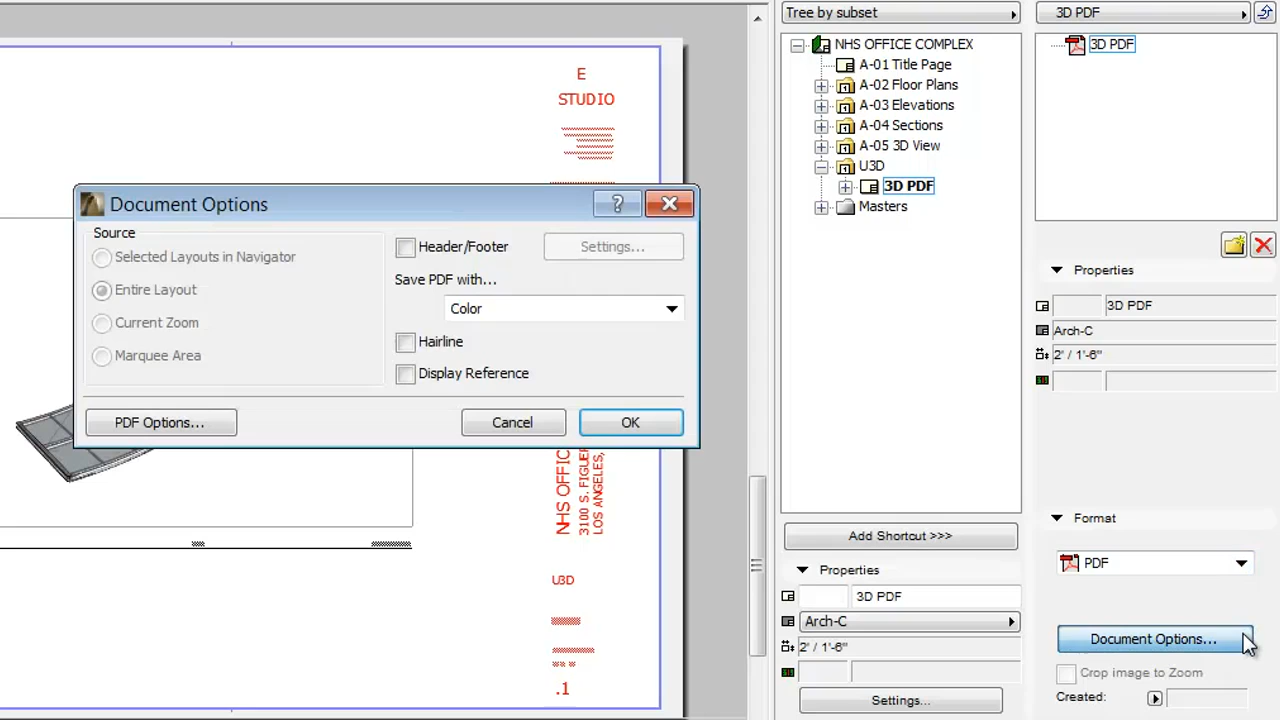 E
STUDIO
Document Options
?
Source
Selected Layouts in Navigator
Entire Layout
Current Zoom
Marquee Area
Header/Footer
Settings...
Save PDF with...
Color
Hairline
Display Reference
PDF Options...
Cancel
OK
NHS OFFIC
3100 S. FIGUER
LOS ANGELES,
U3D
.1
Tree by subset
NHS OFFICE COMPLEX
A-01 Title Page
A-02 Floor Plans
A-03 Elevations
A-04 Sections
A-05 3D View
U3D
3D PDF
Masters
Add Shortcut >>>
Properties
3D PDF
Arch-C
2' / 1'-6"
Settings...
3D PDF
3D PDF
Properties
3D PDF
Arch-C
2' / 1'-6"
Format
PDF
Document Options...
Crop image to Zoom
Created: